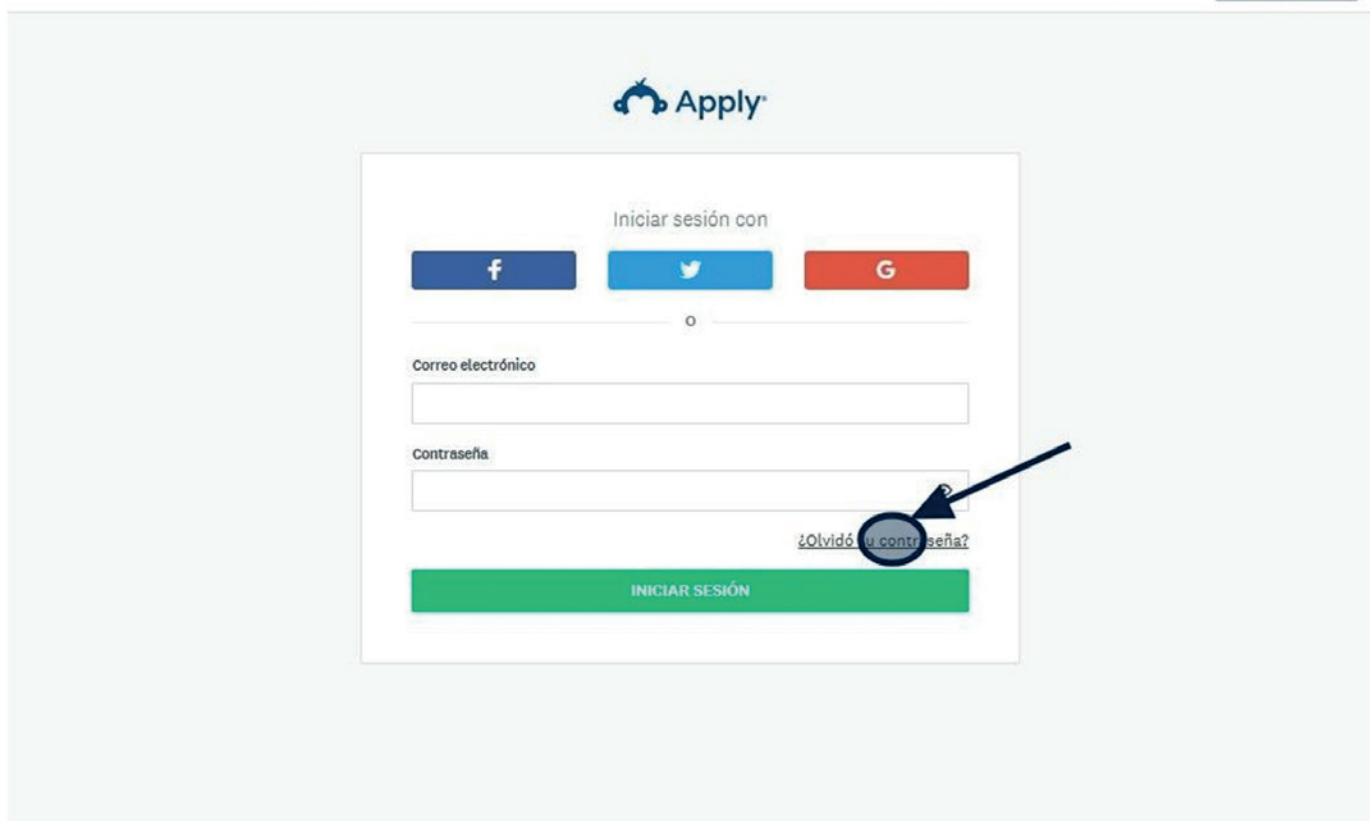 Apply
Iniciar sesión con
f
G
o
Correo electrónico
Contraseña
¿Olvidó su contraseña?
INICIAR SESIÓN